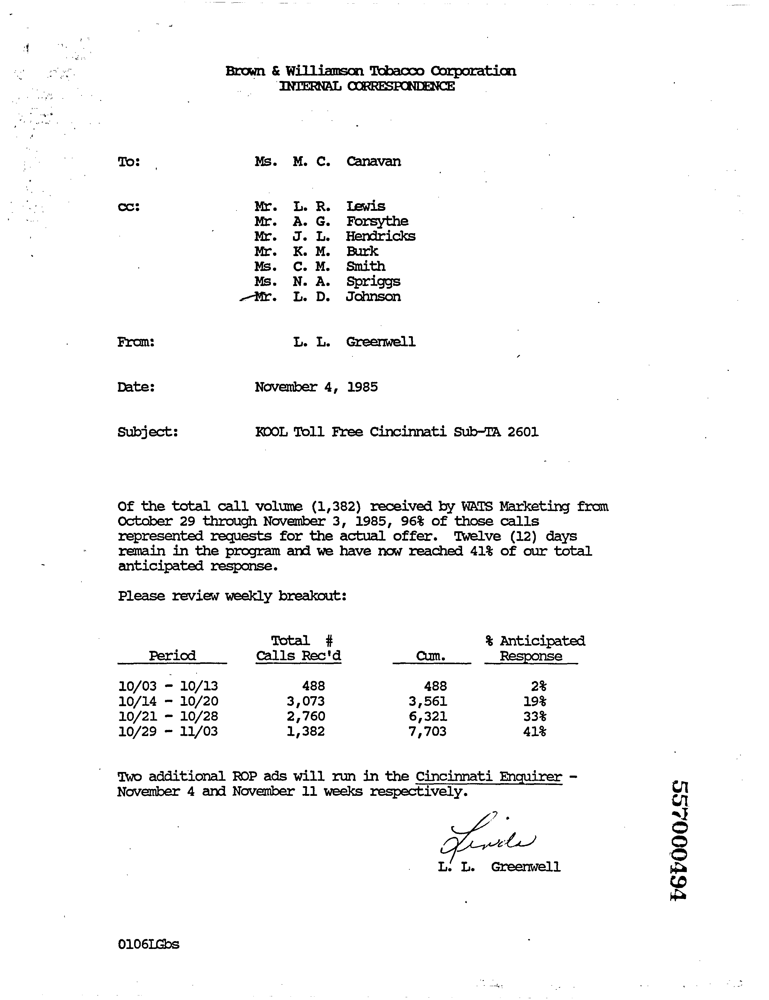 Brown & Williamson Tobacco Corporation
INTERNAL CORRESPONDENCE
To: Ms. M. C. Canavan
cc: Mr. L. R. Lewis
Mr. A. G. Forsythe
Mr. J. L. Hendricks
Mr. K. M. Burk
Ms. C. M. Smith
Ms. N. A. Spriggs
Mr. L. D. Johnson
From: L. L. Greenwell
Date: November 4, 1985
Subject: KOOL Toll Free Cincinnati Sub-TA 2601
Of the total call volume (1,382) received by WATS Marketing from
October 29 through November 3, 1985, 96% of those calls
represented requests for the actual offer. Twelve (12) days
remain in the program and we have now reached 41% of our total
anticipated response.
Please review weekly breakout:
Total # % Anticipated
Period Calls Rec'd Cum. Response
10/03 - 10/13 488 488 2%
10/14 - 10/20 3,073 3,561 19%
10/21 - 10/28 2,760 6,321 33%
10/29 - 11/03 1,382 7,703 41%
Two additional ROP ads will run in the Cincinnati Enquirer -
November 4 and November 11 weeks respectively.
Linda
L. L. Greenwell
557000494
0106LGbs